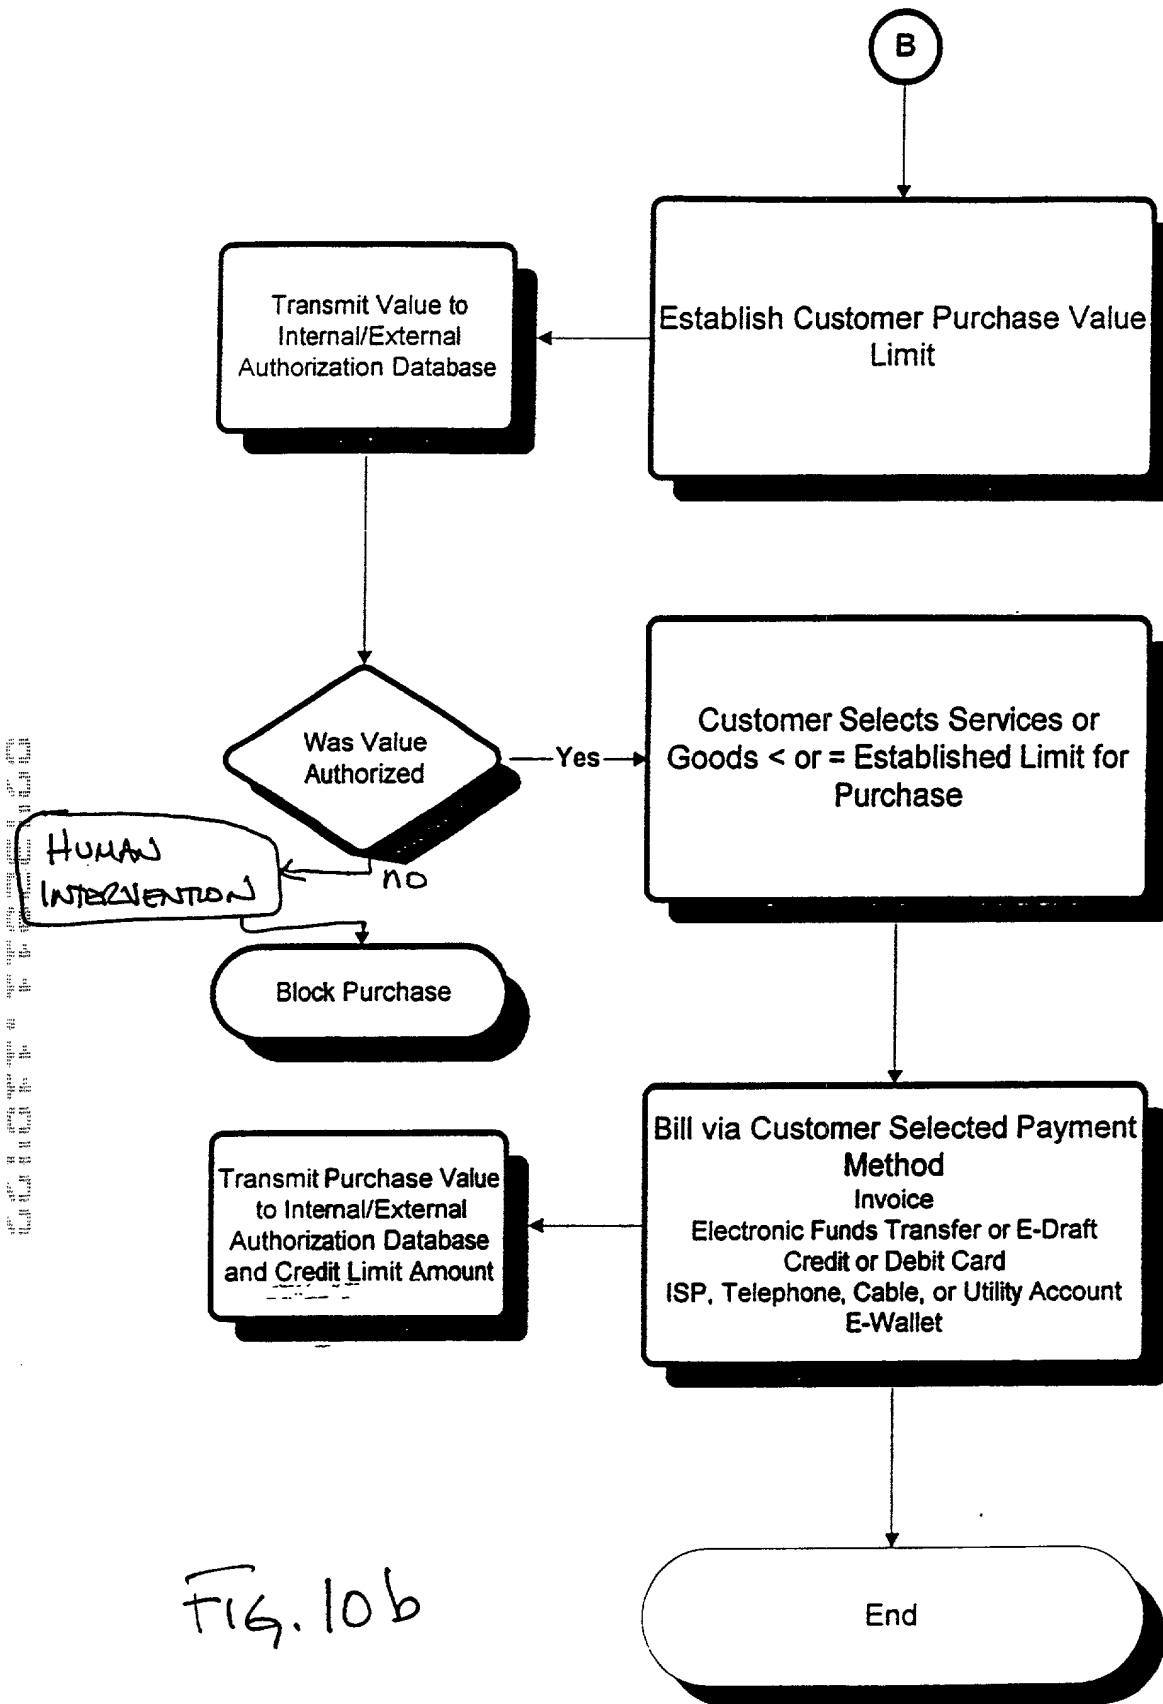 B
Establish Customer Purchase Value
Limit
Transmit Value to
Internal/External
Authorization Database
Was Value
Authorized
Yes
Customer Selects Services or
Goods < or = Established Limit for
Purchase
no
HUMAN
INTERVENTION
Block Purchase
Bill via Customer Selected Payment
Method
Invoice
Electronic Funds Transfer or E-Draft
Credit or Debit Card
ISP, Telephone, Cable, or Utility Account
E-Wallet
Transmit Purchase Value
to Internal/External
Authorization Database
and Credit Limit Amount
End
FIG. 10b